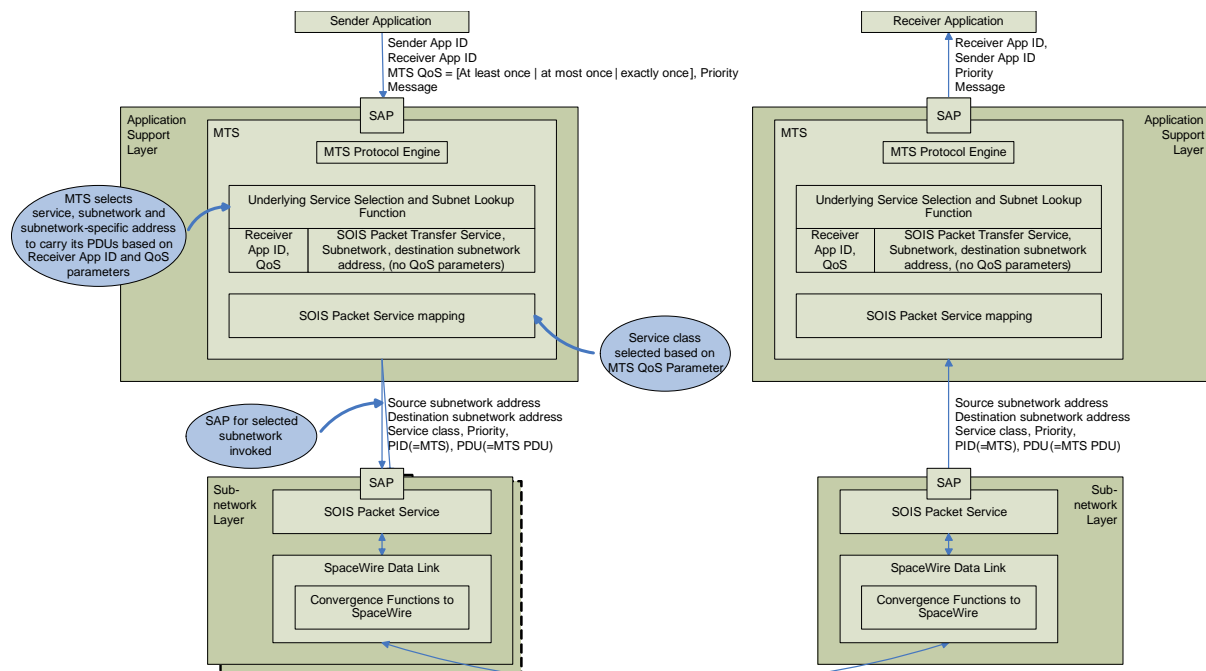 Sender Application
Sender App ID
Receiver App ID
MTS QoS = [At least once | at most once | exactly once], Priority
Message
SAP
Application
Support
Layer
MTS
MTS Protocol Engine
MTS selects
service, subnetwork and
subnetwork-specific address
to carry its PDUs based on
Receiver App ID and QoS
parameters
Underlying Service Selection and Subnet Lookup
Function
Receiver
App ID,
QoS
SOIS Packet Transfer Service,
Subnetwork, destination subnetwork
address, (no QoS parameters)
SOIS Packet Service mapping
Service class
selected based on
MTS QoS Parameter
SAP for selected
subnetwork
invoked
Source subnetwork address
Destination subnetwork address
Service class, Priority,
PID(=MTS), PDU(=MTS PDU)
SAP
Sub-
network
Layer
SOIS Packet Service
SpaceWire Data Link
Convergence Functions to
SpaceWire
Receiver Application
Receiver App ID,
Sender App ID
Priority
Message
SAP
MTS
Application
Support
Layer
MTS Protocol Engine
Underlying Service Selection and Subnet Lookup
Function
Receiver
App ID,
QoS
SOIS Packet Transfer Service,
Subnetwork, destination subnetwork
address, (no QoS parameters)
SOIS Packet Service mapping
Source subnetwork address
Destination subnetwork address
Service class, Priority,
PID(=MTS), PDU(=MTS PDU)
SAP
Sub-
network
Layer
SOIS Packet Service
SpaceWire Data Link
Convergence Functions to
SpaceWire